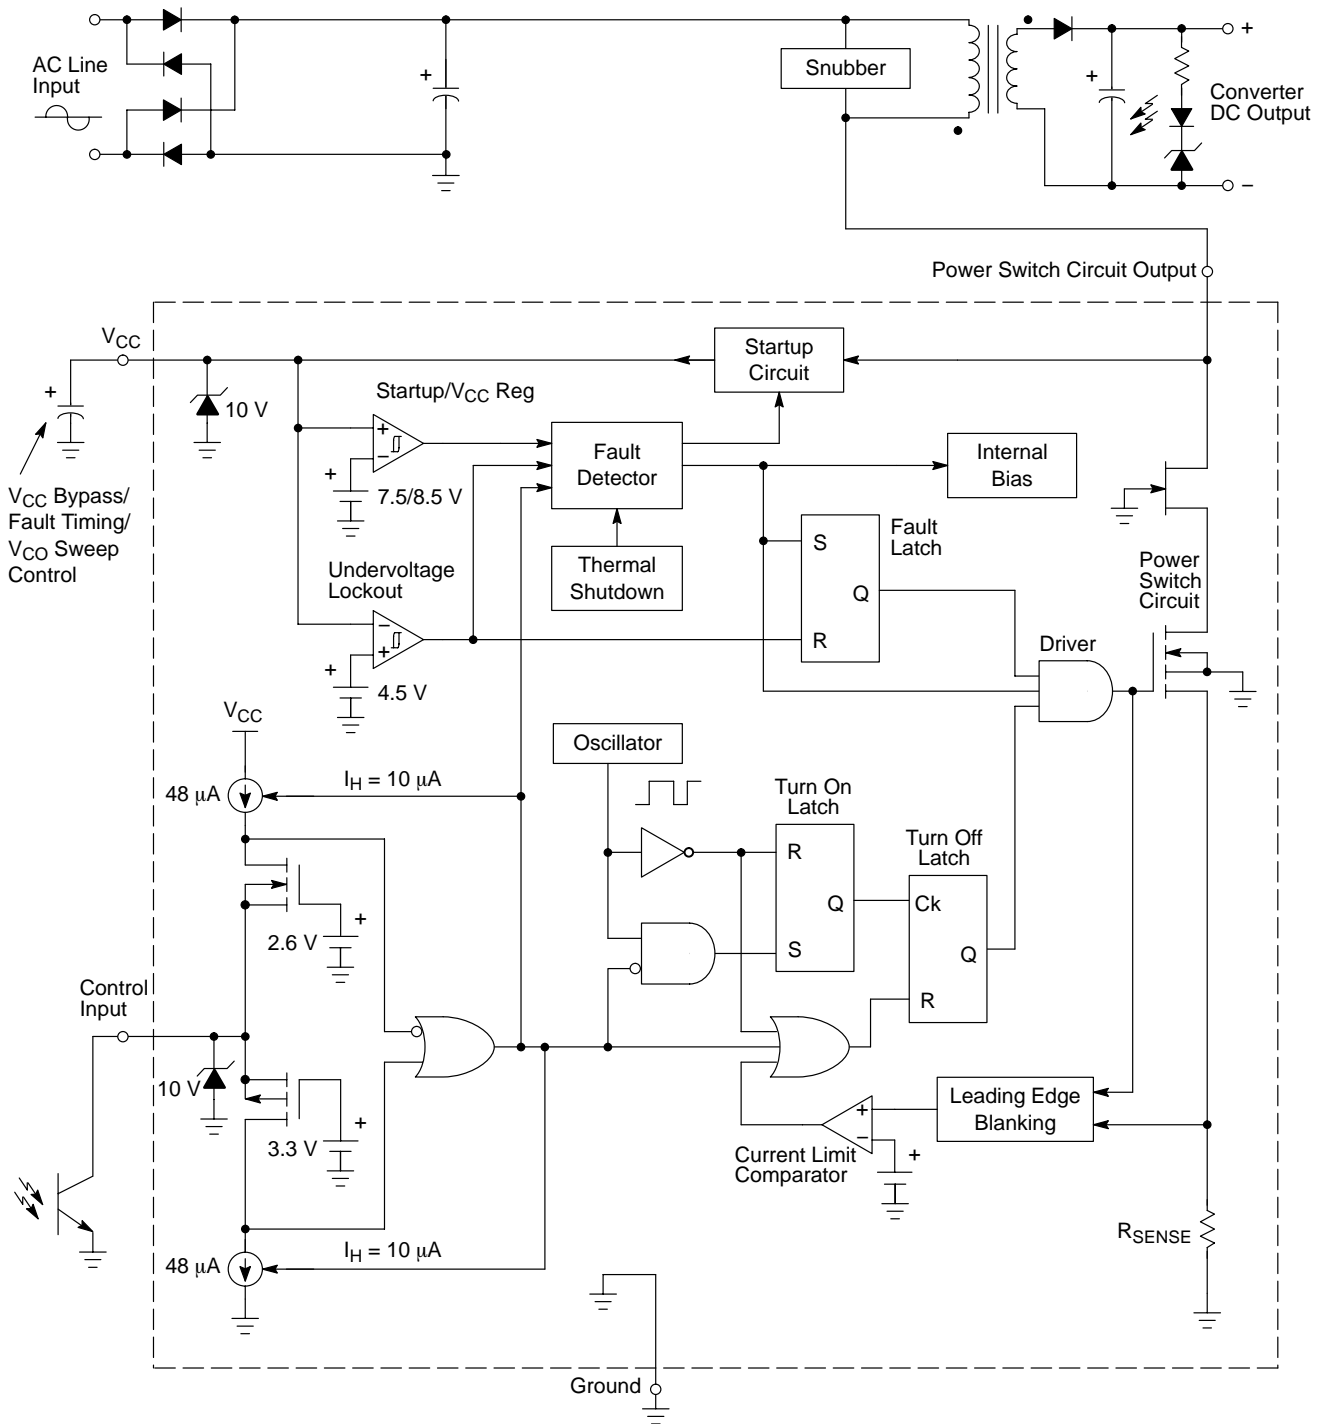 AC Line
Input
+
Snubber
+
+
Converter
DC Output
−
Power Switch Circuit Output
VCC
Startup
Circuit
+
10 V
Startup/VCC Reg
+
−
+
7.5/8.5 V
Fault
Detector
Internal
Bias
VCC Bypass/
Fault Timing/
VCO Sweep
Control
Thermal
Shutdown
S
Q
R
Fault
Latch
Power
Switch
Circuit
Undervoltage
Lockout
−
+
+
4.5 V
Driver
VCC
Oscillator
48 µA
IH = 10 µA
Turn On
Latch
R
Q
S
Turn Off
Latch
Ck
Q
R
+
2.6 V
Control
Input
10 V
+
3.3 V
Leading Edge
Blanking
+
−
+
Current Limit
Comparator
48 µA
IH = 10 µA
RSENSE
Ground